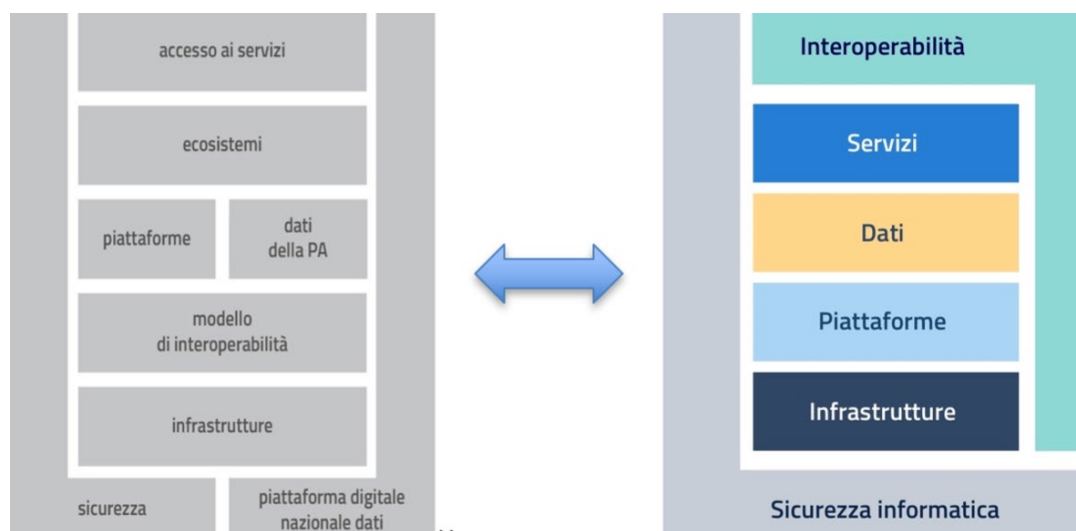 accesso ai servizi
ecosistemi
piattaforme
dati
della PA
modello
di interoperabilità
infrastrutture
sicurezza
piattaforma digitale
nazionale dati
Interoperabilità
Servizi
Dati
Piattaforme
Infrastrutture
Sicurezza informatica